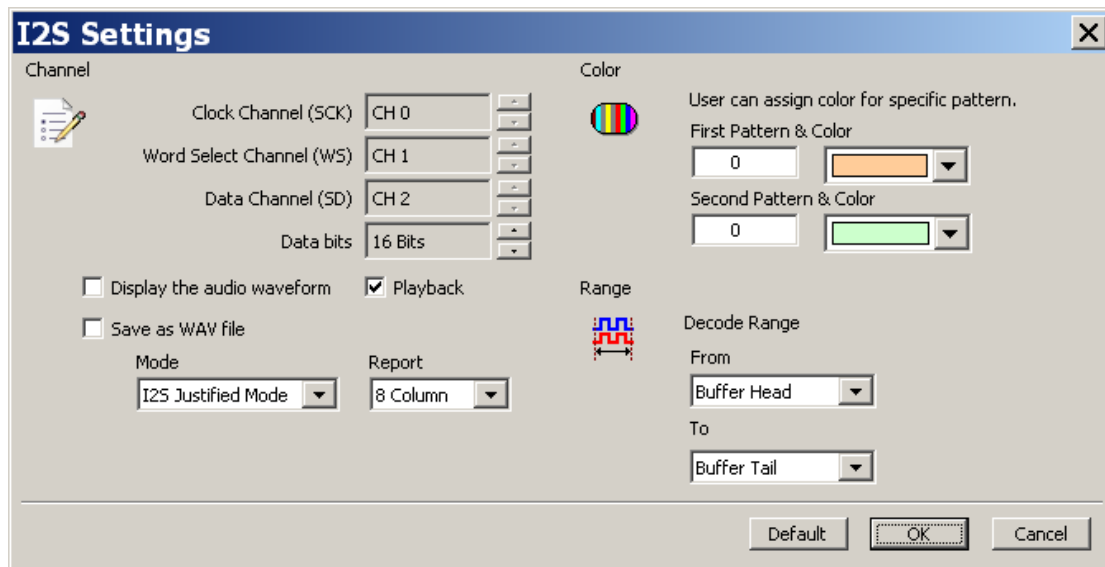 I2S Settings
Channel
Clock Channel (SCK) CH 0
Word Select Channel (WS) CH 1
Data Channel (SD) CH 2
Data bits 16 Bits
Display the audio waveform Playback
Save as WAV file
Mode Report
I2S Justified Mode 8 Column
Color
User can assign color for specific pattern.
First Pattern & Color
0
Second Pattern & Color
0
Range
Decode Range
From
Buffer Head
To
Buffer Tail
Default OK Cancel